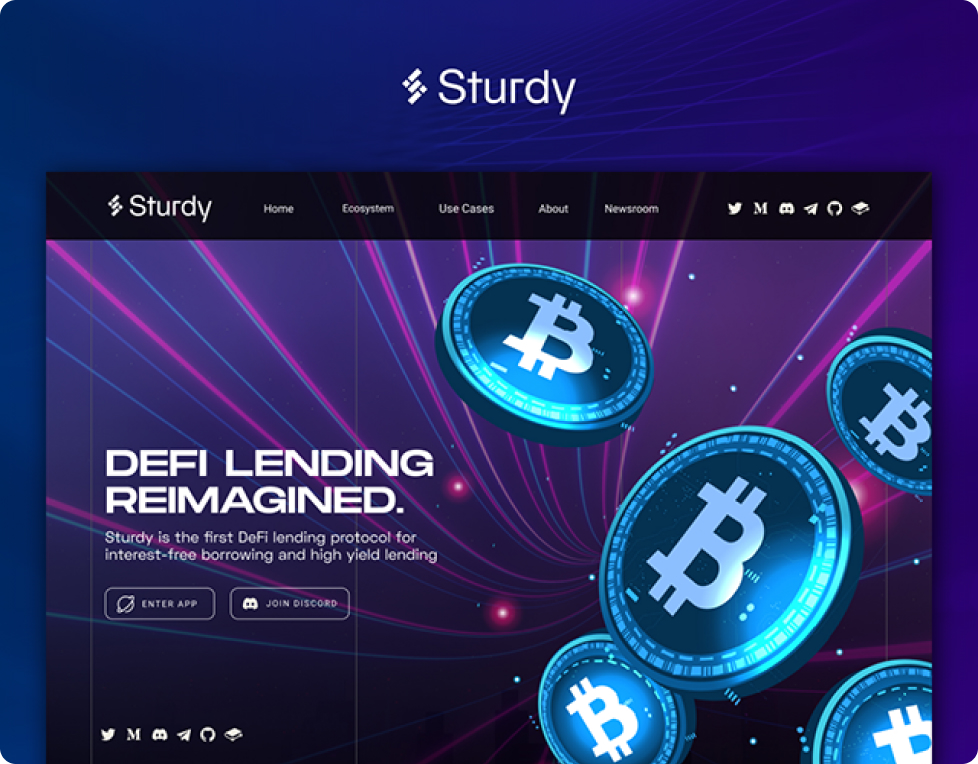 Sturdy
Sturdy Home Ecosystem Use Cases About Newsroom
DEFI LENDING
REIMAGINED.
Sturdy is the first DeFi lending protocol for
interest-free borrowing and high yield lending
ENTER APP JOIN DISCORD